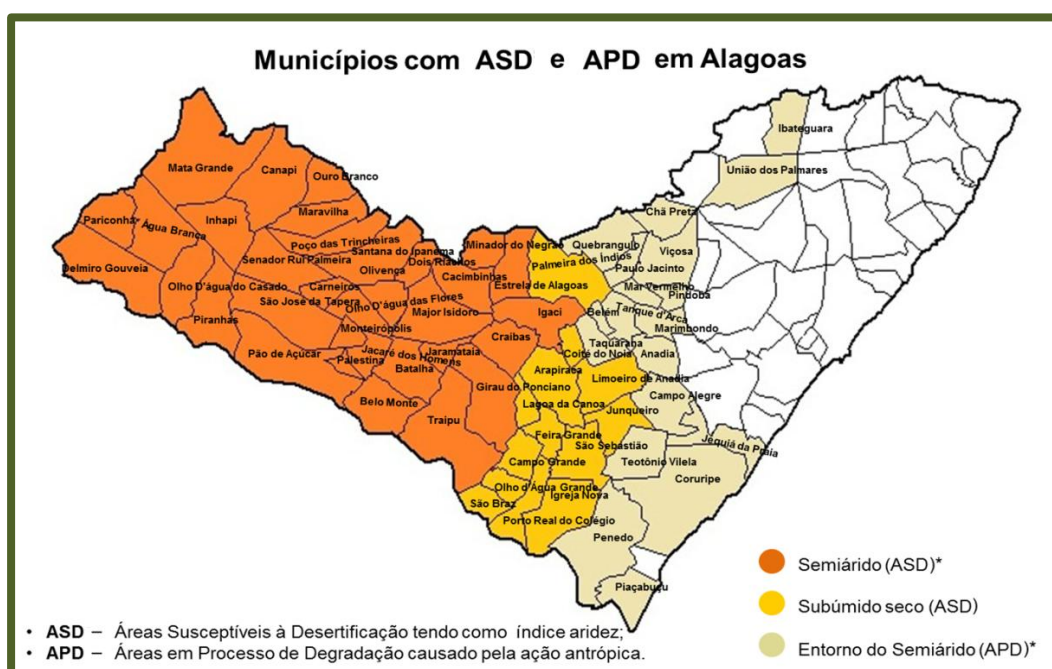 Municípios com ASD e APD em Alagoas
Ibateguara
União dos Palmares
Mata Grande
Canapi
Ouro Branco
Chã Preta
Pariconha
Água Brança
Inhapi
Maravilha
Poço das Trincheiras
Minador do Negrão
Quebrangulo
Viçosa
Santana do Ipanema
Senador Rui Palmeira
Dois Riachos
Palmeira dos Índios
Paulo Jacinto
Delmiro Gouveia
Olivença
Cacimbinhas
Olho D'água do Casado
Carneiros
Estrela de Alagoas
Mar Vermelho
Pindoba
São José da Tapera
Olho D'água das Flores
Major Isidoro
Igaci
Belém
Tanque d'Arca
Piranhas
Monteirópolis
Craibas
Marimbondo
Taquarana
Pão de Açúcar
Jacaré dos Homens
Jaramataia
Coité do Noia
Anadia
Palestina
Batalha
Arapiraca
Girau do Ponciano
Limoeiro de Anadia
Belo Monte
Lagoa da Canoa
Campo Alegre
Traipu
Junqueiro
Feira Grande
São Sebastião
Jequiá da Praia
Campo Grande
Teotônio Vilela
Coruripe
Olho d'Água Grande
São Braz
Igreja Nova
Porto Real do Colégio
Penedo
Piaçabuçu
Semiárido (ASD)*
Subúmido seco (ASD)
Entorno do Semiárido (APD)*
• ASD – Áreas Susceptíveis à Desertificação tendo como índice aridez;
• APD – Áreas em Processo de Degradação causado pela ação antrópica.